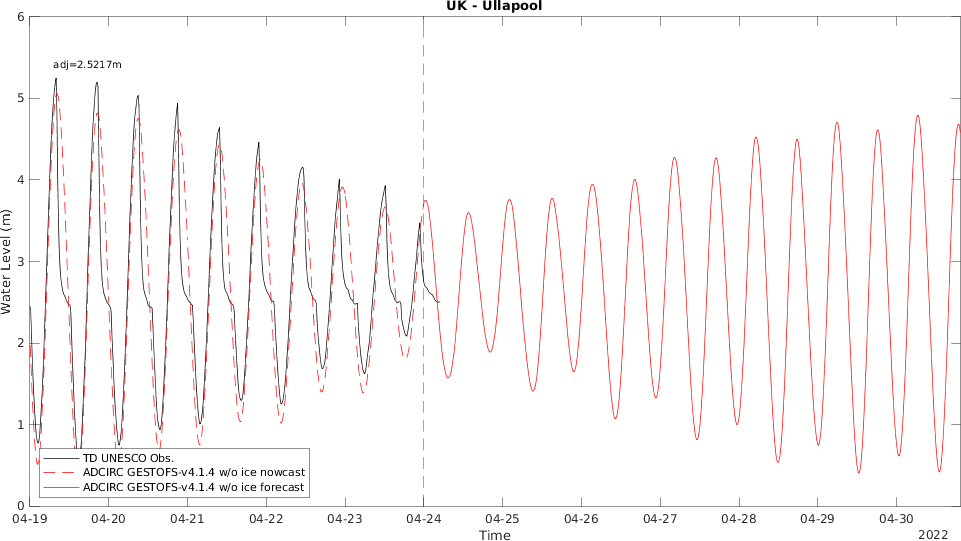 UK - Ullapool
adj=2.5217m
6
5
4
3
2
1
0
Water Level (m)
TD UNESCO Obs.
ADCIRC GESTOFS-v4.1.4 w/o ice nowcast
ADCIRC GESTOFS-v4.1.4 w/o ice forecast
04-19 04-20 04-21 04-22 04-23 04-24 04-25 04-26 04-27 04-28 04-29 04-30
Time
2022